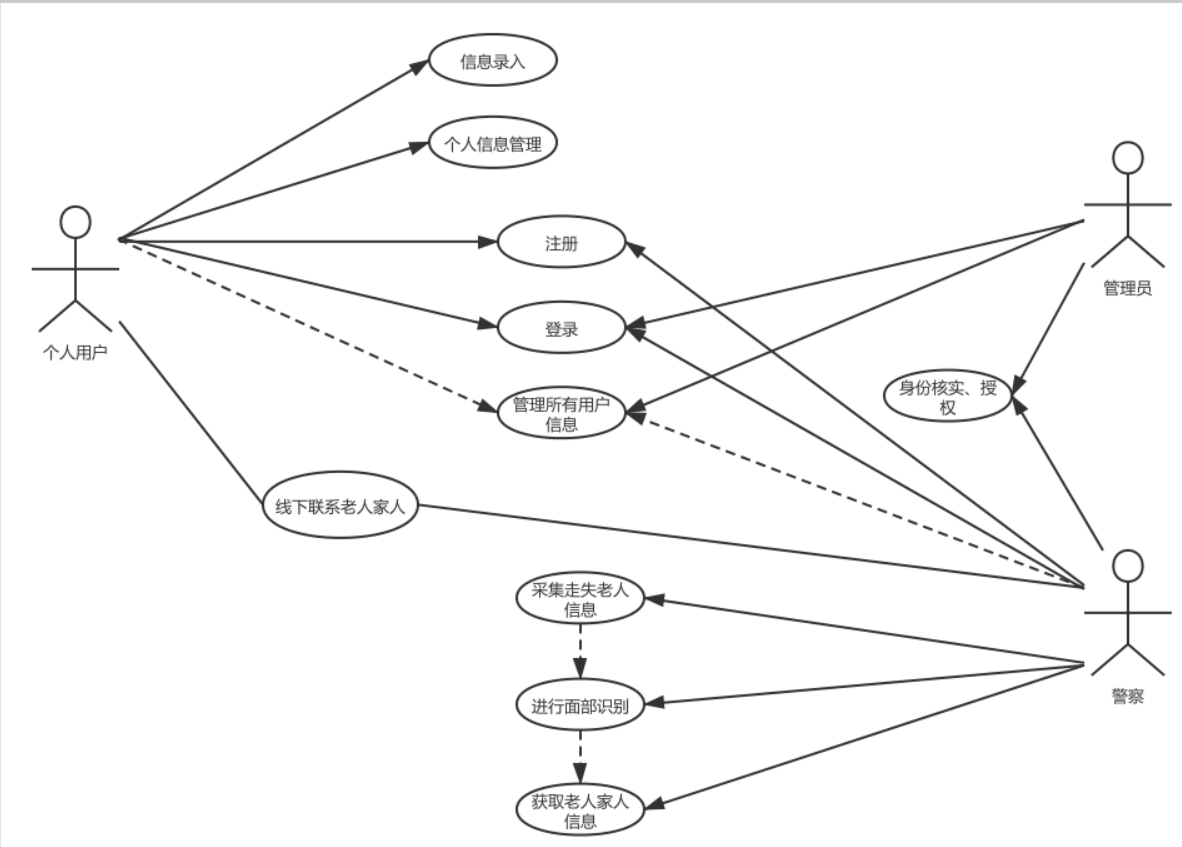 信息录入
个人信息管理
注册
管理员
登录
个人用户
身份核实、授
权
管理所有用户
信息
线下联系老人家人
采集走失老人
信息
警察
进行面部识别
获取老人家人
信息